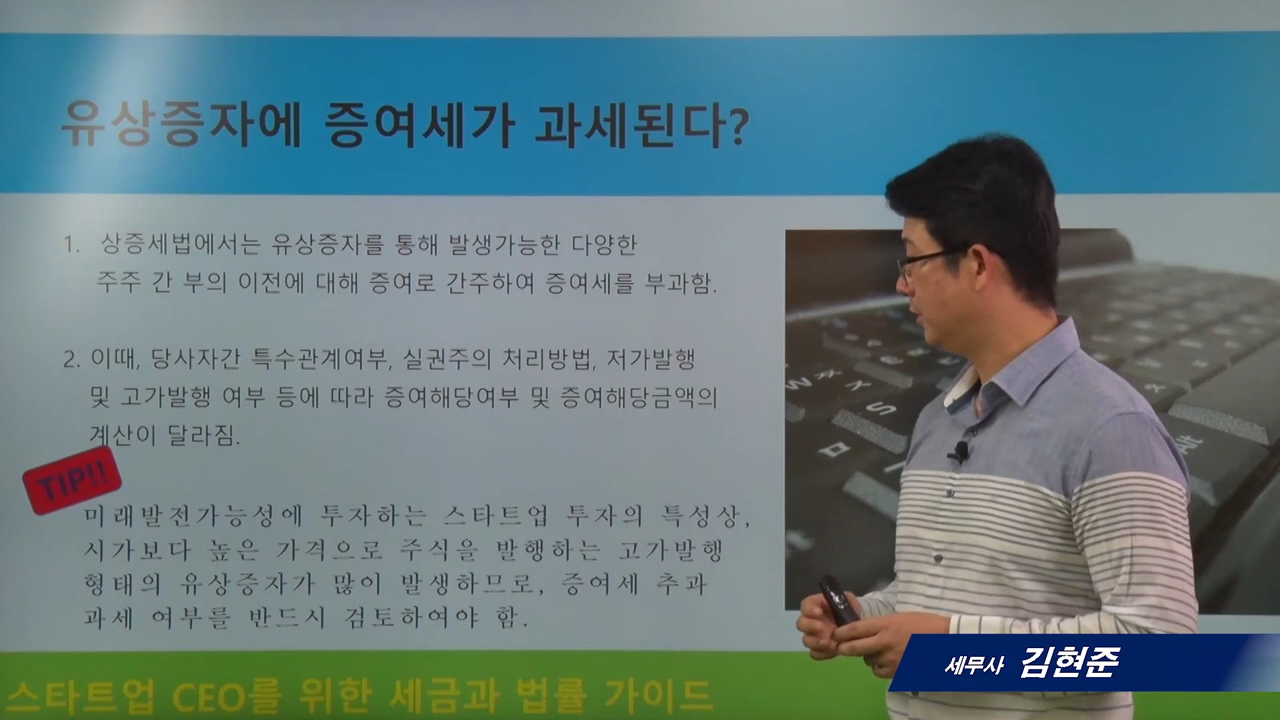 유상증자에 증여세가 과세된다?
1. 상증세법에서는 유상증자를 통해 발생가능한 다양한
주주 간 부의 이전에 대해 증여로 간주하여 증여세를 부과함.
2. 이때, 당사자간 특수관계여부, 실권주의 처리방법, 저가발행
및 고가발행 여부 등에 따라 증여해당여부 및 증여해당금액의
계산이 달라짐.
TIP!!
미래발전가능성에 투자하는 스타트업 투자의 특성상,
시가보다 높은 가격으로 주식을 발행하는 고가발행
형태의 유상증자가 많이 발생하므로, 증여세 추과
과세 여부를 반드시 검토하여야 함.
세무사 김현준
스타트업 CEO를 위한 세금과 법률 가이드